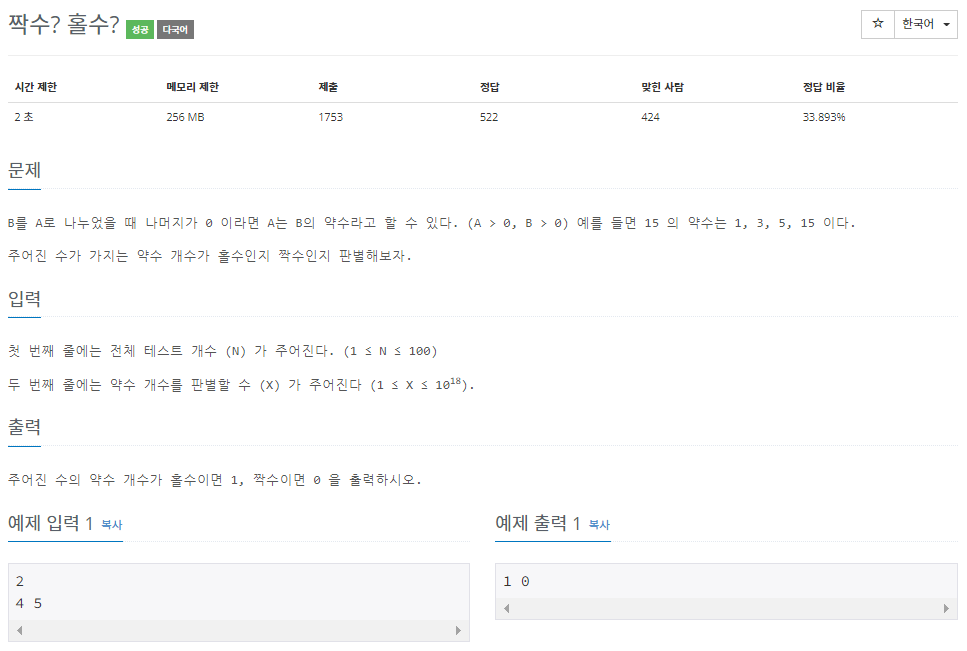 짝수? 홀수? 성공 다국어
☆ 한국어
시간 제한 메모리 제한 제출 정답 맞힌 사람 정답 비율
2 초 256 MB 1753 522 424 33.893%
문제
B를 A로 나누었을 때 나머지가 0 이라면 A는 B의 약수라고 할 수 있다. (A > 0, B > 0) 예를 들면 15 의 약수는 1, 3, 5, 15 이다.
주어진 수가 가지는 약수 개수가 홀수인지 짝수인지 판별해보자.
입력
첫 번째 줄에는 전체 테스트 개수 (N) 가 주어진다. (1 ≤ N ≤ 100)
두 번째 줄에는 약수 개수를 판별할 수 (X) 가 주어진다 (1 ≤ X ≤ 10¹⁸).
출력
주어진 수의 약수 개수가 홀수이면 1, 짝수이면 0 을 출력하시오.
예제 입력 1 복사
2
4 5
예제 출력 1 복사
1 0